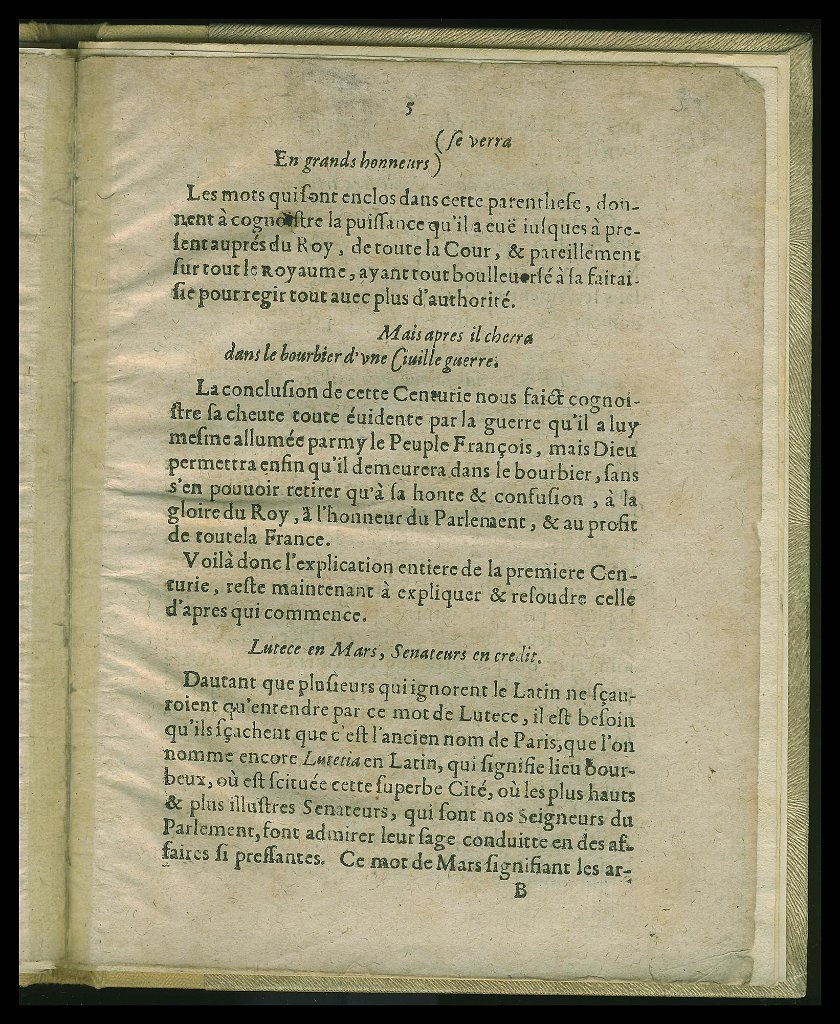 5
(se verra
En grands honneurs)
Les mots qui sont enclos dans cette parenthese, don-
nent à cognoistre la puissance qu'il a euë iusques à pre-
sent auprés du Roy, de toute la Cour, & pareillement
sur tout le Royaume, ayant tout boulleuersé à sa faitai-
sie pour regir tout auec plus d'authorité.
Mais apres il cherra
dans le bourbier d'vne Ciuille guerre.
La conclusion de cette Centurie nous faict cognoi-
stre sa cheute toute éuidente par la guerre qu'il a luy
mesme allumée parmy le Peuple François, mais Dieu
permettra enfin qu'il demeurera dans le bourbier, sans
s'en pouuoir retirer qu'à sa honte & confusion, à la
gloire du Roy, à l'honneur du Parlement, & au profit
de toutela France.
Voilà donc l'explication entiere de la premiere Cen-
turie, reste maintenant à expliquer & resoudre celle
d'apres qui commence.
Lutece en Mars, Senateurs en credit.
Dautant que plusieurs qui ignorent le Latin ne sçau-
roient qu'entendre par ce mot de Lutece, il est besoin
qu'ils sçachent que c'est l'ancien nom de Paris, que l'on
nomme encore Lutetia en Latin, qui signifie lieu bour-
beux, où est scituée cette superbe Cité, où les plus hauts
& plus illustres Senateurs, qui sont nos Seigneurs du
Parlement, font admirer leur sage conduitte en des af-
faires si pressantes. Ce mot de Mars signifiant les ar-
B